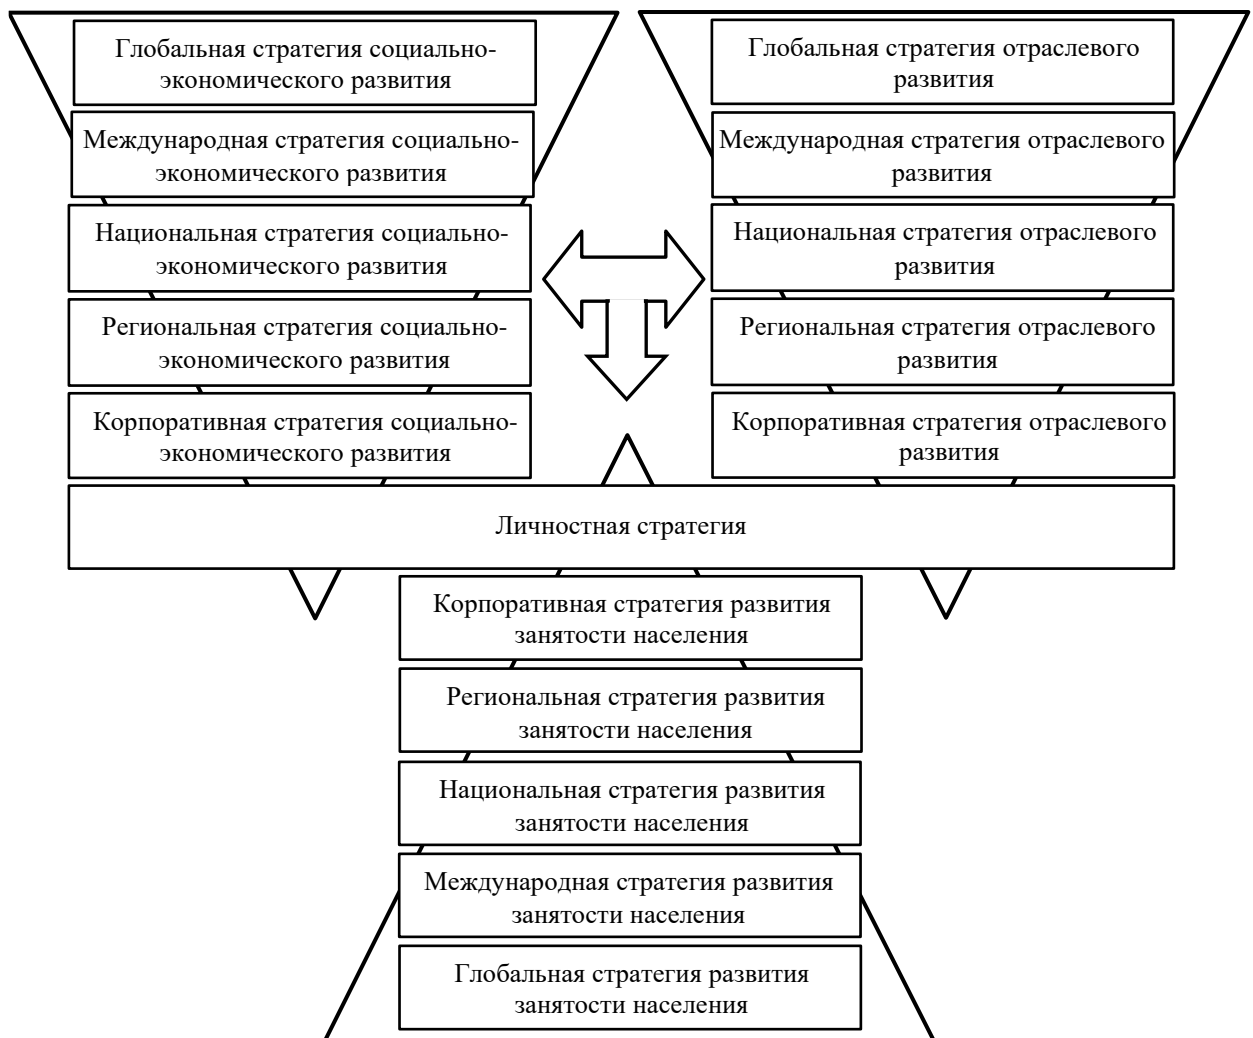 Глобальная стратегия социально-
экономического развития
Международная стратегия социально-
экономического развития
Национальная стратегия социально-
экономического развития
Региональная стратегия социально-
экономического развития
Корпоративная стратегия социально-
экономического развития
Глобальная стратегия отраслевого
развития
Международная стратегия отраслевого
развития
Национальная стратегия отраслевого
развития
Региональная стратегия отраслевого
развития
Корпоративная стратегия отраслевого
развития
Личностная стратегия
Корпоративная стратегия развития
занятости населения
Региональная стратегия развития
занятости населения
Национальная стратегия развития
занятости населения
Международная стратегия развития
занятости населения
Глобальная стратегия развития
занятости населения